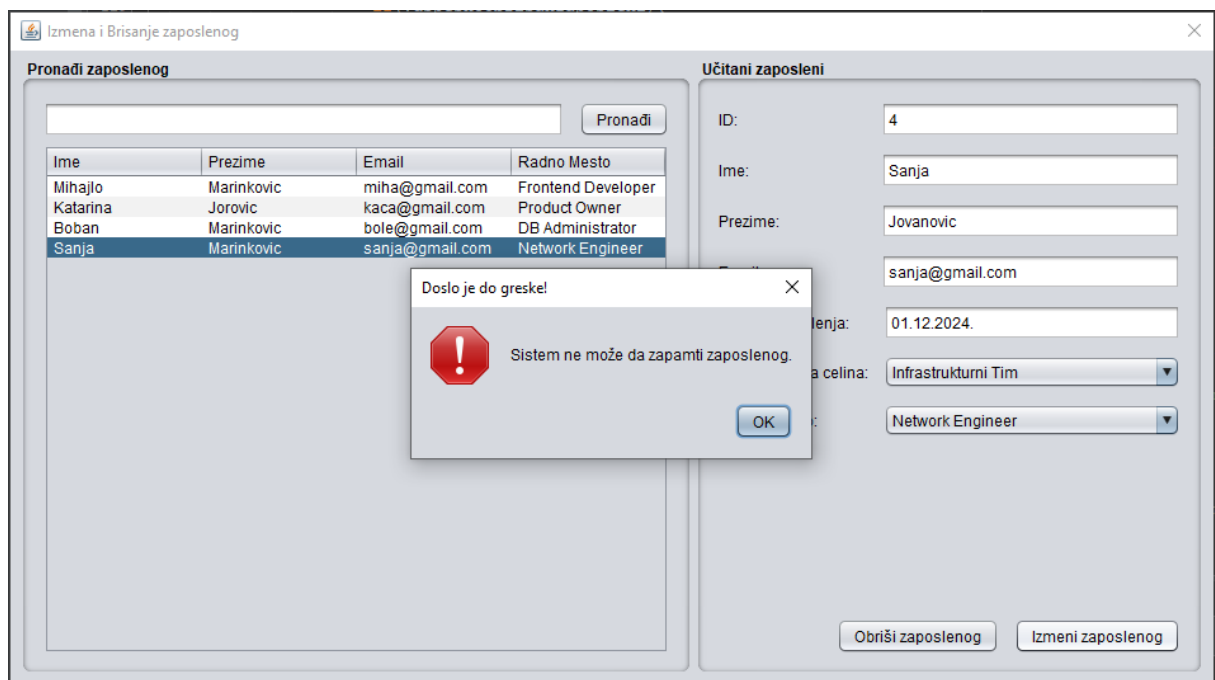 Izmena i Brisanje zaposlenog
Pronađi zaposlenog
Pronađi
Ime Prezime Email Radno Mesto
Mihajlo Marinkovic miha@gmail.com Frontend Developer
Katarina Jorovic kaca@gmail.com Product Owner
Boban Marinkovic bole@gmail.com DB Administrator
Sanja Marinkovic sanja@gmail.com Network Engineer
Učitani zaposleni
ID: 4
Ime: Sanja
Prezime: Jovanovic
sanja@gmail.com
lenja: 01.12.2024.
a celina: Infrastrukturni Tim
: Network Engineer
Doslo je do greske!
Sistem ne može da zapamti zaposlenog.
OK
Obriši zaposlenog Izmeni zaposlenog